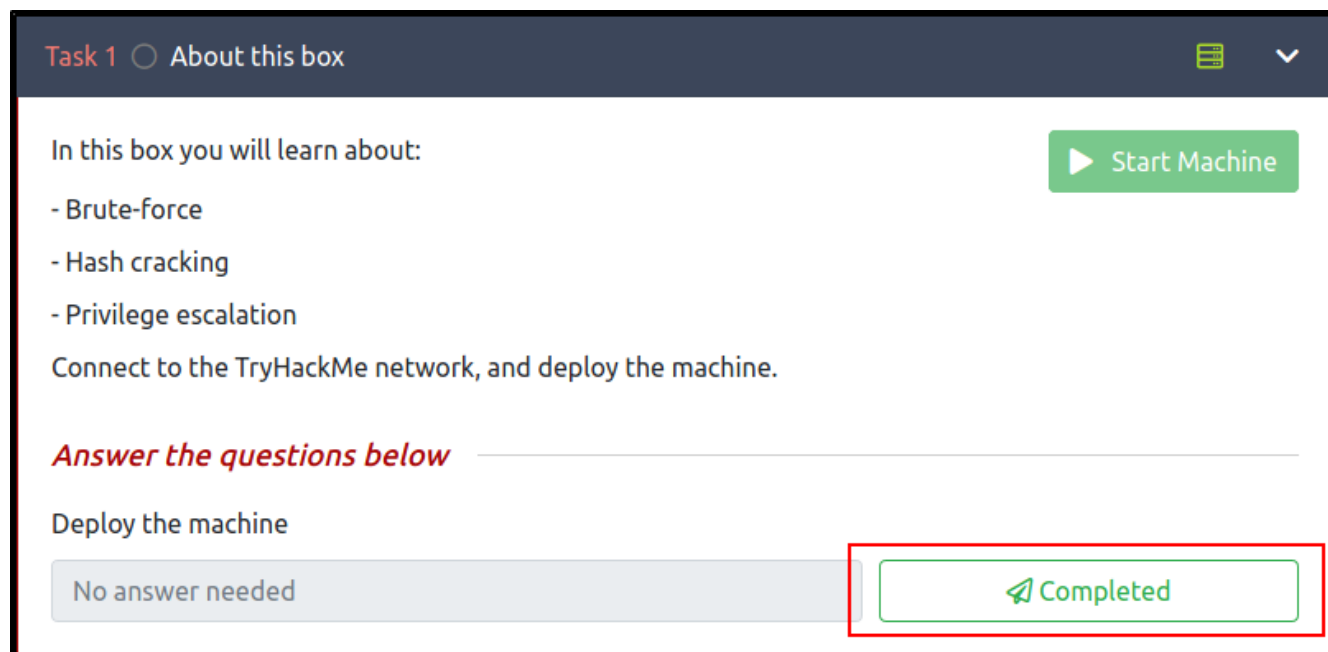 Task 1 About this box
In this box you will learn about:
Start Machine
- Brute-force
- Hash cracking
- Privilege escalation
Connect to the TryHackMe network, and deploy the machine.
Answer the questions below
Deploy the machine
No answer needed
Completed